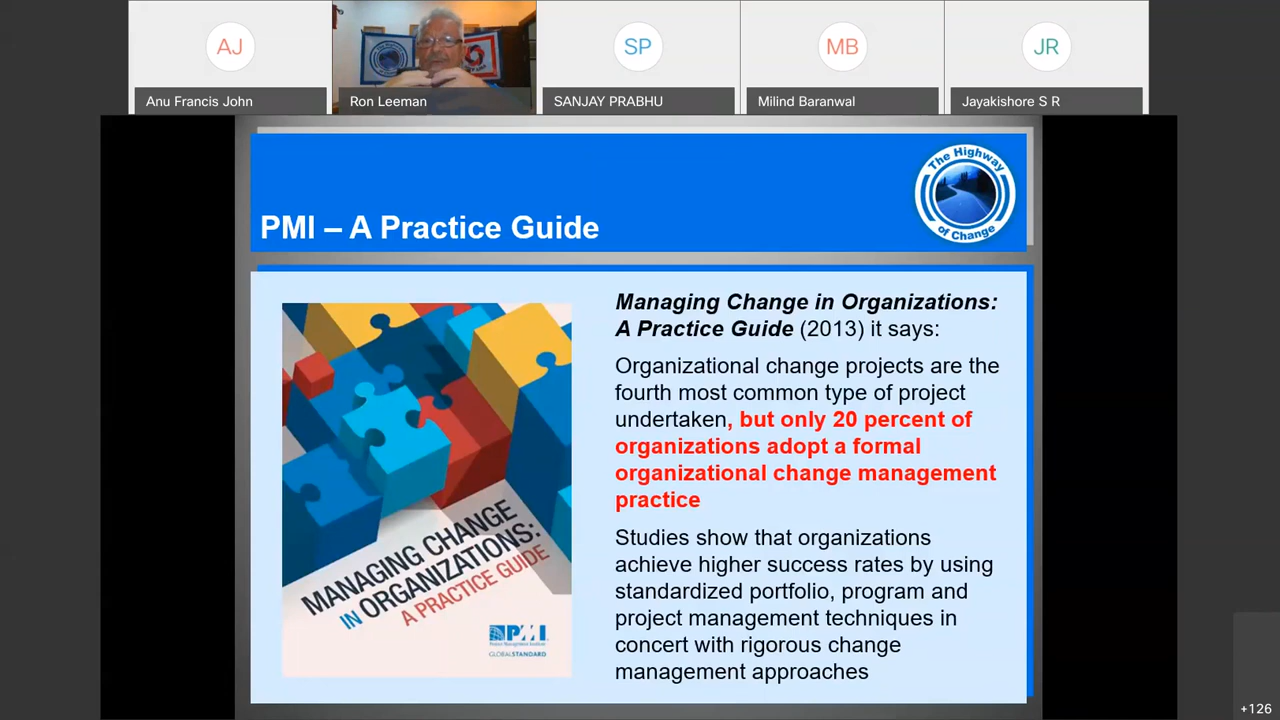 AJ
SP
MB
JR
Anu Francis John
Ron Leeman
SANJAY PRABHU
Milind Baranwal
Jayakishore S R
The Highway
of Change
PMI – A Practice Guide
Managing Change in Organizations:
A Practice Guide (2013) it says:
Organizational change projects are the
fourth most common type of project
undertaken, but only 20 percent of
organizations adopt a formal
organizational change management
practice
Studies show that organizations
achieve higher success rates by using
standardized portfolio, program and
project management techniques in
concert with rigorous change
management approaches
MANAGING CHANGE
IN ORGANIZATIONS:
A PRACTICE GUIDE
PMI
Project Management Institute
GLOBALSTANDARD
+126